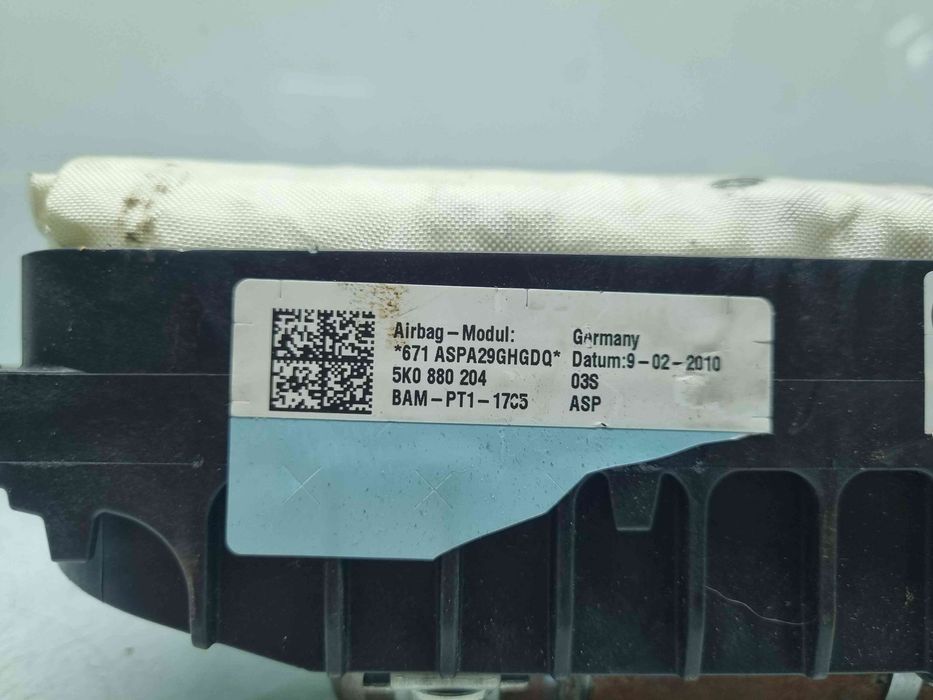 Airbag-Modul:
*671 ASPA29GHGDQ*
5K0 880 204
BAM-PT1-1705
Germany
Datum:9-02-2010
03S
ASP